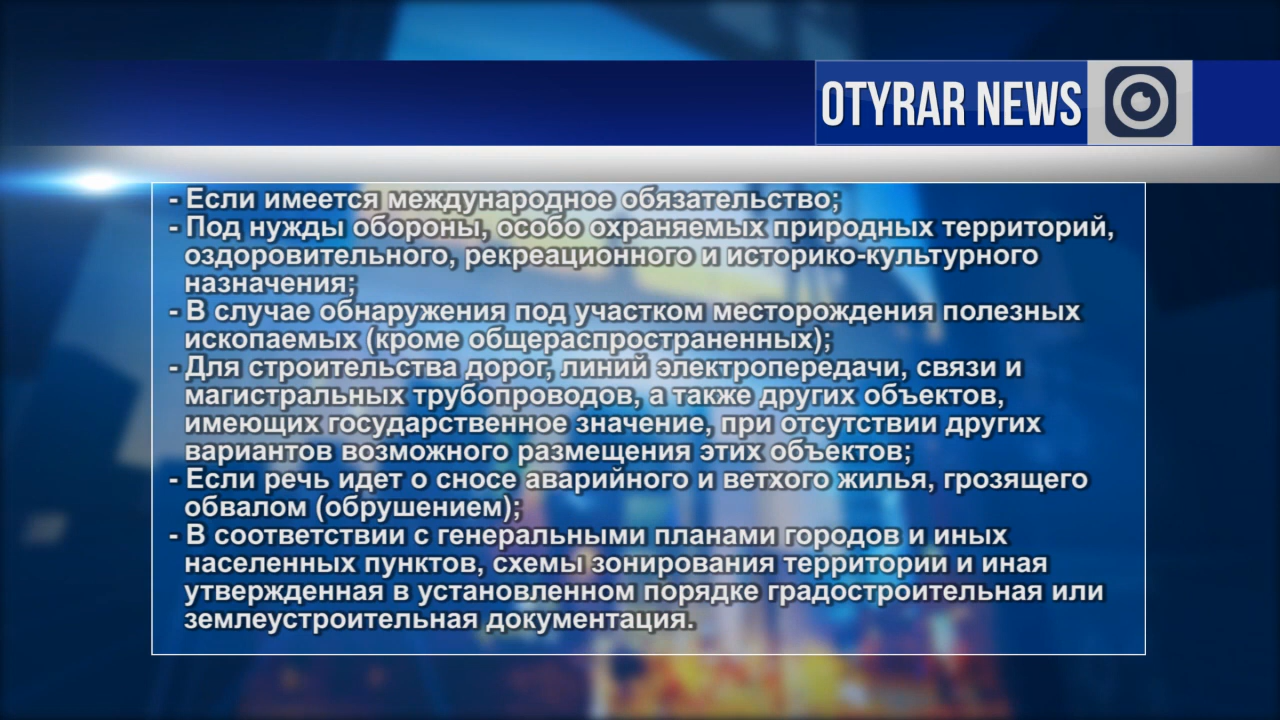 OTYRAR NEWS
- Если имеется международное обязательство;
- Под нужды обороны, особо охраняемых природных территорий,
оздоровительного, рекреационного и историко-культурного
назначения;
- В случае обнаружения под участком месторождения полезных
ископаемых (кроме общераспространенных);
- Для строительства дорог, линий электропередачи, связи и
магистральных трубопроводов, а также других объектов,
имеющих государственное значение, при отсутствии других
вариантов возможного размещения этих объектов;
- Если речь идет о сносе аварийного и ветхого жилья, грозящего
обвалом (обрушением);
- В соответствии с генеральными планами городов и иных
населенных пунктов, схемы зонирования территории и иная
утвержденная в установленном порядке градостроительная или
землеустроительная документация.